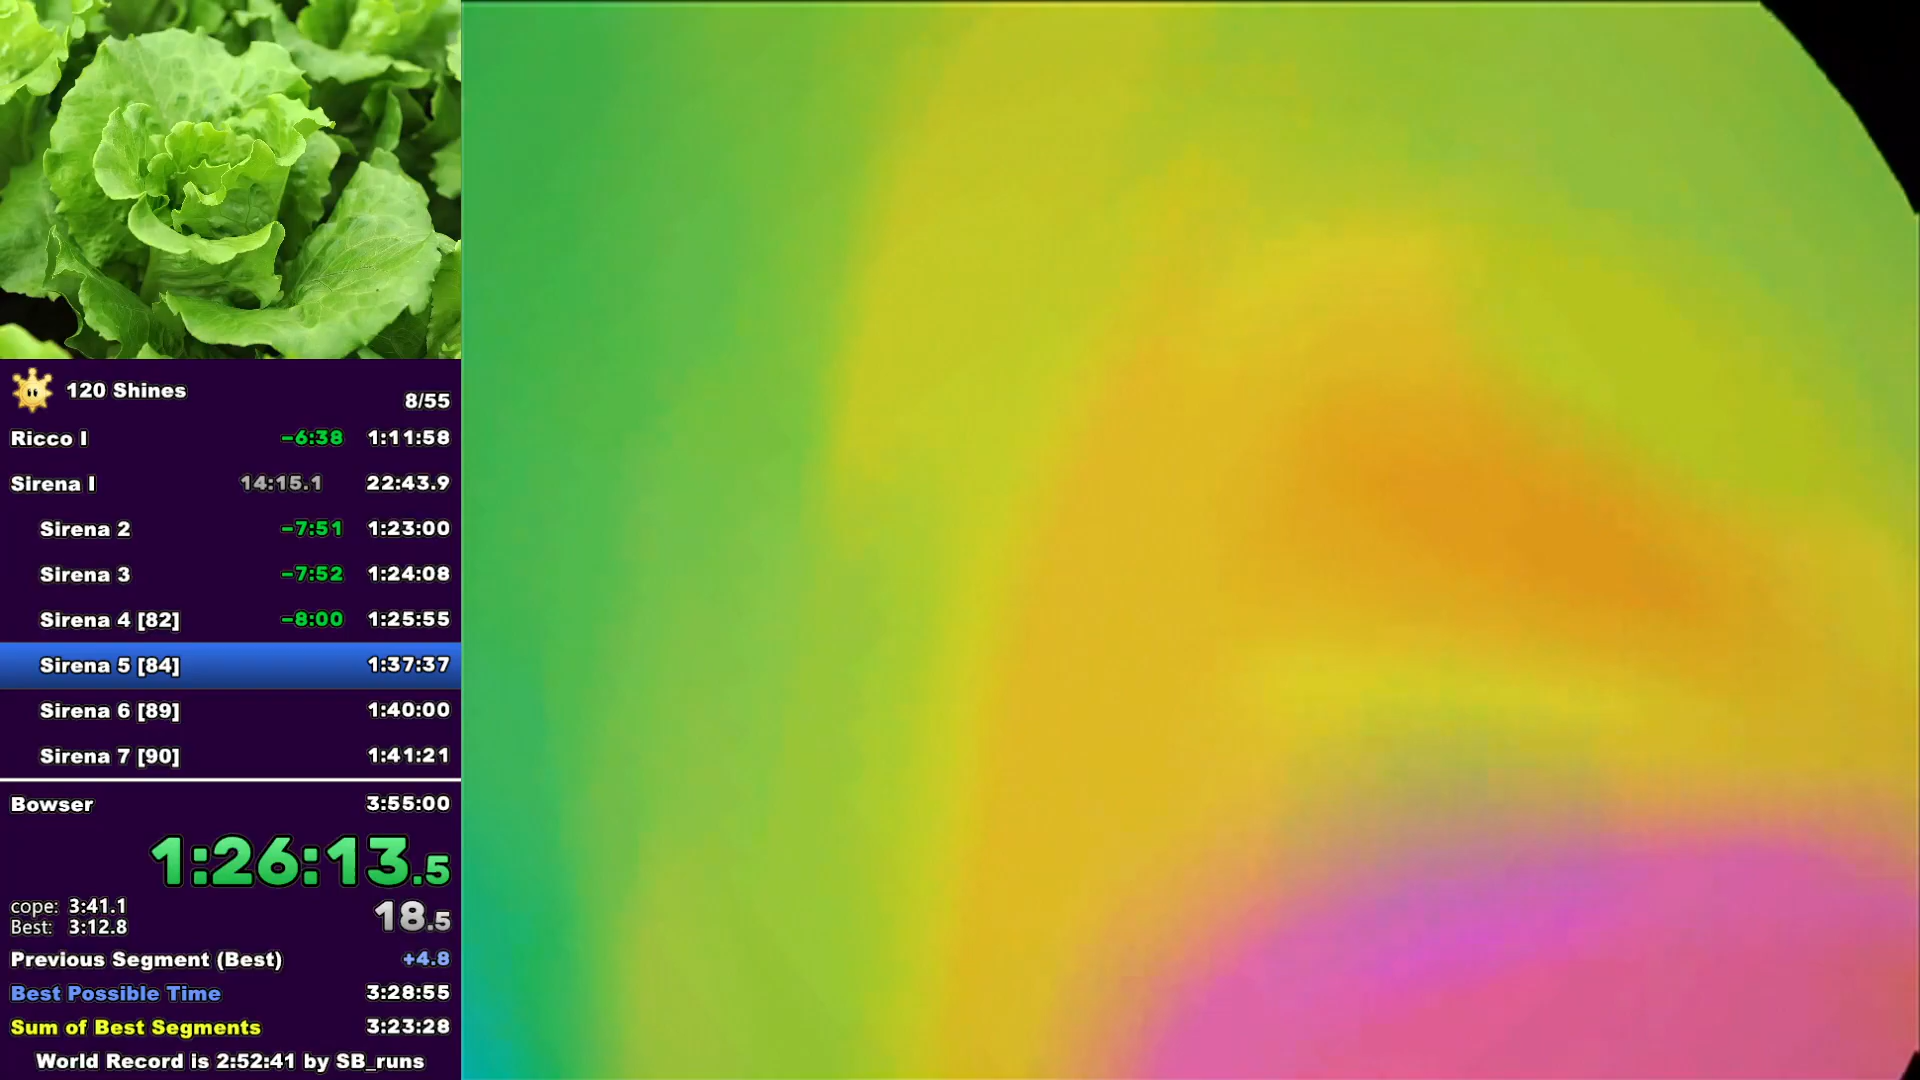 120 Shines
8/55
Ricco I -6:38 1:11:58
Sirena I 14:15.1 22:43.9
Sirena 2 -7:51 1:23:00
Sirena 3 -7:52 1:24:08
Sirena 4 [82] -8:00 1:25:55
Sirena 5 [84] 1:37:37
Sirena 6 [89] 1:40:00
Sirena 7 [90] 1:41:21
Bowser 3:55:00
1:26:13.5
cope: 3:41.1
Best: 3:12.8
18.5
Previous Segment (Best) +4.8
Best Possible Time 3:28:55
Sum of Best Segments 3:23:28
World Record is 2:52:41 by SB_runs